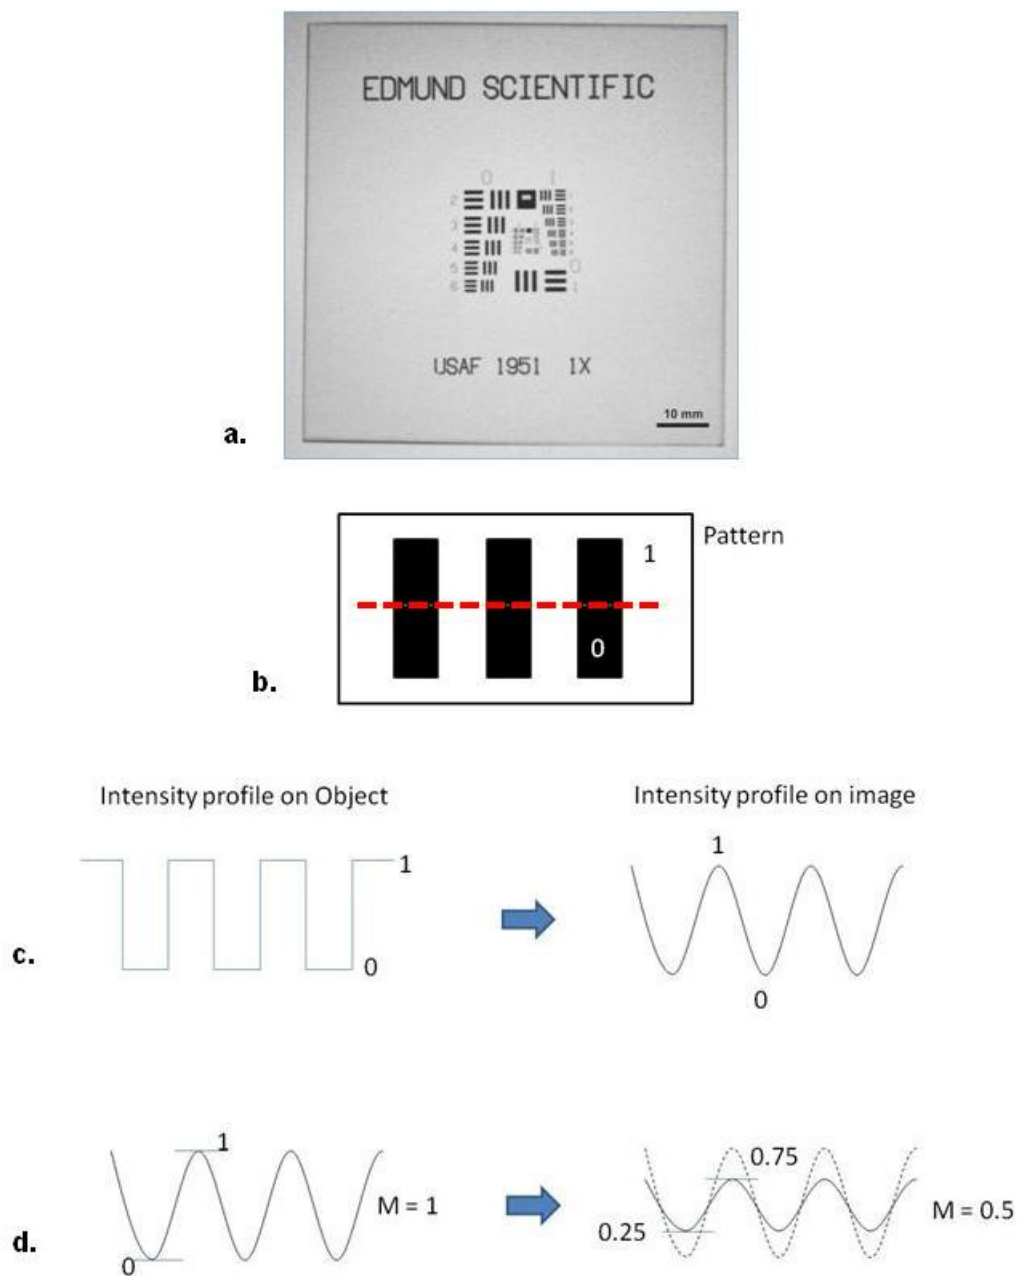 EDMUND SCIENTIFIC
0 1
2
3
4
5
6
0
1
USAF 1951 1X
10 mm
a.
Pattern
1
0
b.
Intensity profile on Object
Intensity profile on image
1
0
1
0
c.
1
0
M = 1
0.75
0.25
M = 0.5
d.